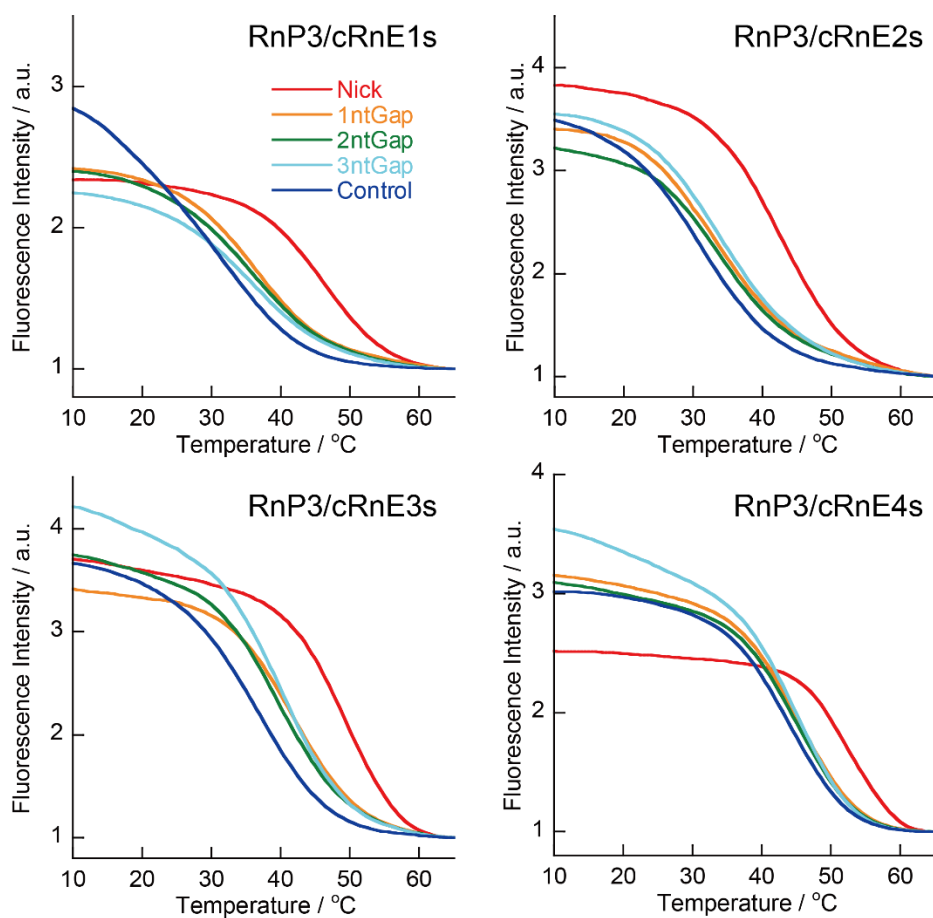 RnP3/cRnE1s
Nick
1ntGap
2ntGap
3ntGap
Control
Fluorescence Intensity / a.u.
3
2
1
10 20 30 40 50 60
Temperature / °C
RnP3/cRnE2s
Fluorescence Intensity / a.u.
4
3
2
1
10 20 30 40 50 60
Temperature / °C
RnP3/cRnE3s
Fluorescence Intensity / a.u.
4
3
2
1
10 20 30 40 50 60
Temperature / °C
RnP3/cRnE4s
Fluorescence Intensity / a.u.
4
3
2
1
10 20 30 40 50 60
Temperature / °C